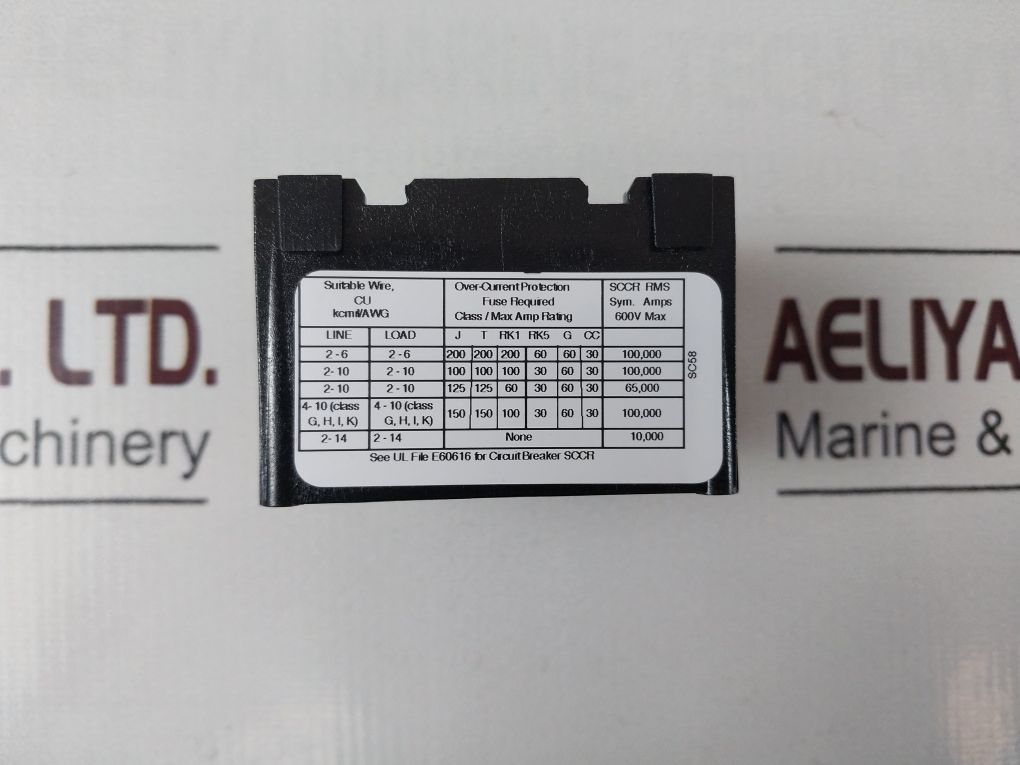 . LTD.
chinery
AELIYA
Marine &
Suitable Wire, CU kcmil/AWG | Over-Current Protection Fuse Required Class / Max Amp Rating | SCCR RMS Sym. Amps 600V Max
LINE LOAD J T RK1 RK5 G CC
2 - 6 2 - 6 200 200 200 60 60 30 100,000
2- 10 2 - 10 100 100 100 30 60 30 100,000
2- 10 2 - 10 125 125 60 30 60 30 65,000
4- 10 (class G, H, I, K) 4 - 10 (class G, H, I, K) 150 150 100 30 60 30 100,000
2- 14 2 - 14 None 10,000
See UL File E60616 for Circuit Breaker SCCR
SC58